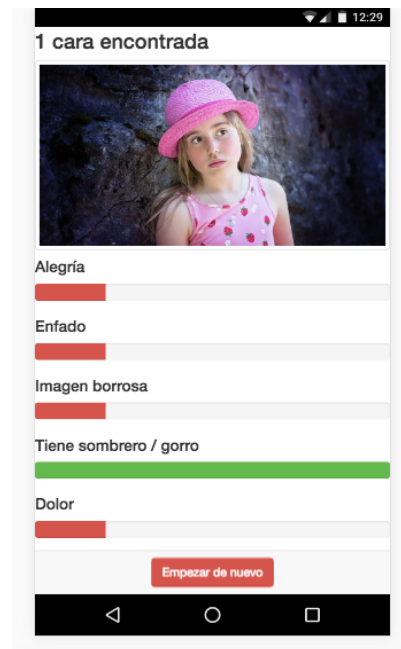 12:29
1 cara encontrada
Alegría
Enfado
Imagen borrosa
Tiene sombrero / gorro
Dolor
Empezar de nuevo